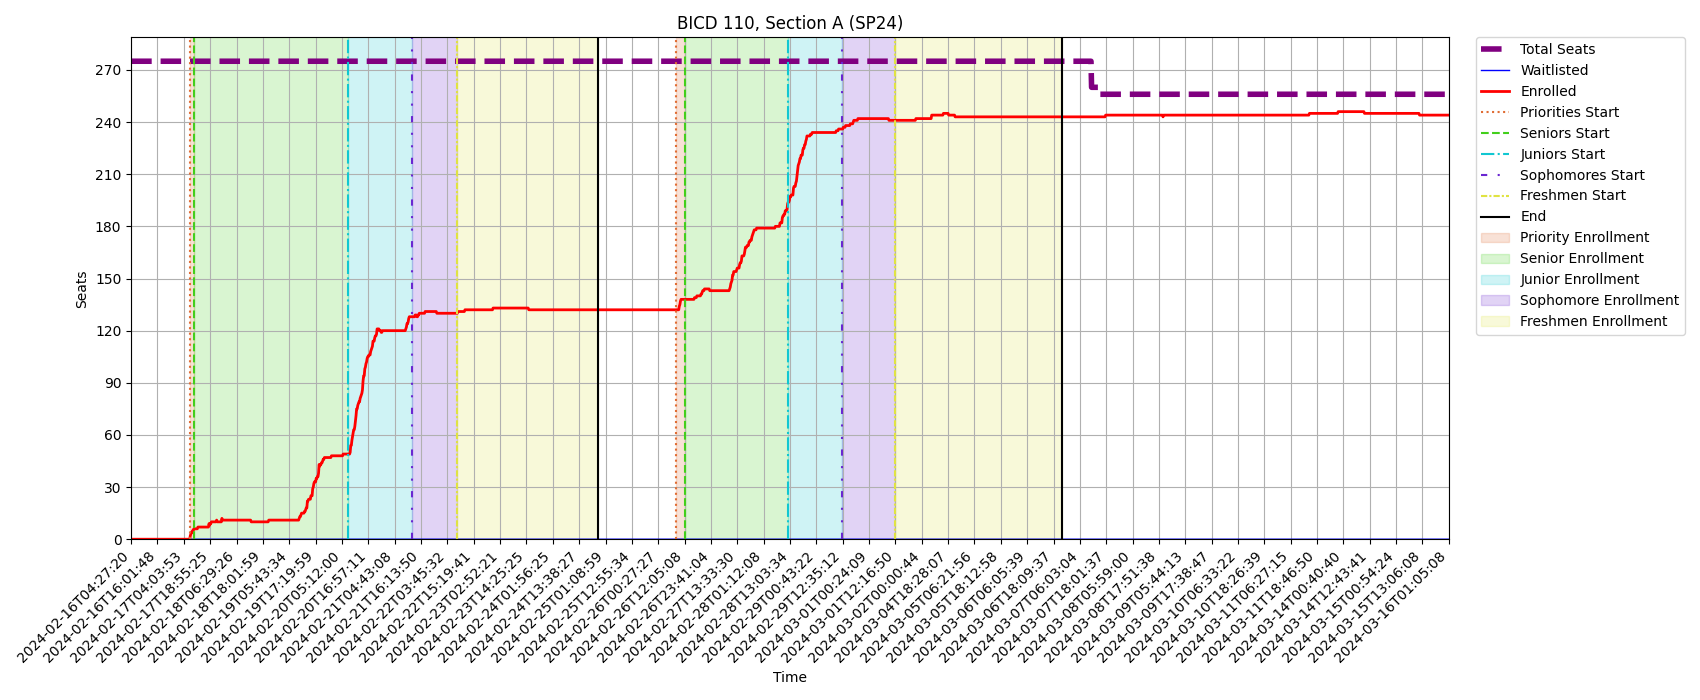 BICD 110, Section A (SP24)
Total Seats
Waitlisted
Enrolled
Priorities Start
Seniors Start
Juniors Start
Sophomores Start
Freshmen Start
End
Priority Enrollment
Senior Enrollment
Junior Enrollment
Sophomore Enrollment
Freshmen Enrollment
Seats
270
240
210
180
150
120
90
60
30
0
2024-02-16T04:27:20
2024-02-16T16:01:48
2024-02-17T04:03:53
2024-02-17T18:55:25
2024-02-18T06:29:26
2024-02-18T18:01:59
2024-02-19T05:43:34
2024-02-19T17:19:59
2024-02-20T05:12:00
2024-02-20T16:57:11
2024-02-21T04:43:08
2024-02-21T16:13:50
2024-02-22T03:45:32
2024-02-22T15:19:41
2024-02-23T02:52:21
2024-02-23T14:25:25
2024-02-24T01:56:25
2024-02-24T13:38:27
2024-02-25T01:08:59
2024-02-25T12:55:34
2024-02-26T00:27:27
2024-02-26T12:05:08
2024-02-26T23:41:04
2024-02-27T13:33:30
2024-02-28T01:12:08
2024-02-28T13:03:34
2024-02-29T00:43:22
2024-02-29T12:35:12
2024-03-01T00:24:09
2024-03-01T12:16:50
2024-03-02T00:00:44
2024-03-04T18:28:07
2024-03-05T06:21:56
2024-03-05T18:12:58
2024-03-06T06:05:39
2024-03-06T18:09:37
2024-03-07T06:03:04
2024-03-07T18:01:37
2024-03-08T05:59:00
2024-03-08T17:51:38
2024-03-09T05:44:13
2024-03-09T17:38:47
2024-03-10T06:33:22
2024-03-10T18:26:39
2024-03-11T06:27:15
2024-03-11T18:46:50
2024-03-14T00:40:40
2024-03-14T12:43:41
2024-03-15T00:54:24
2024-03-15T13:06:08
2024-03-16T01:05:08
Time